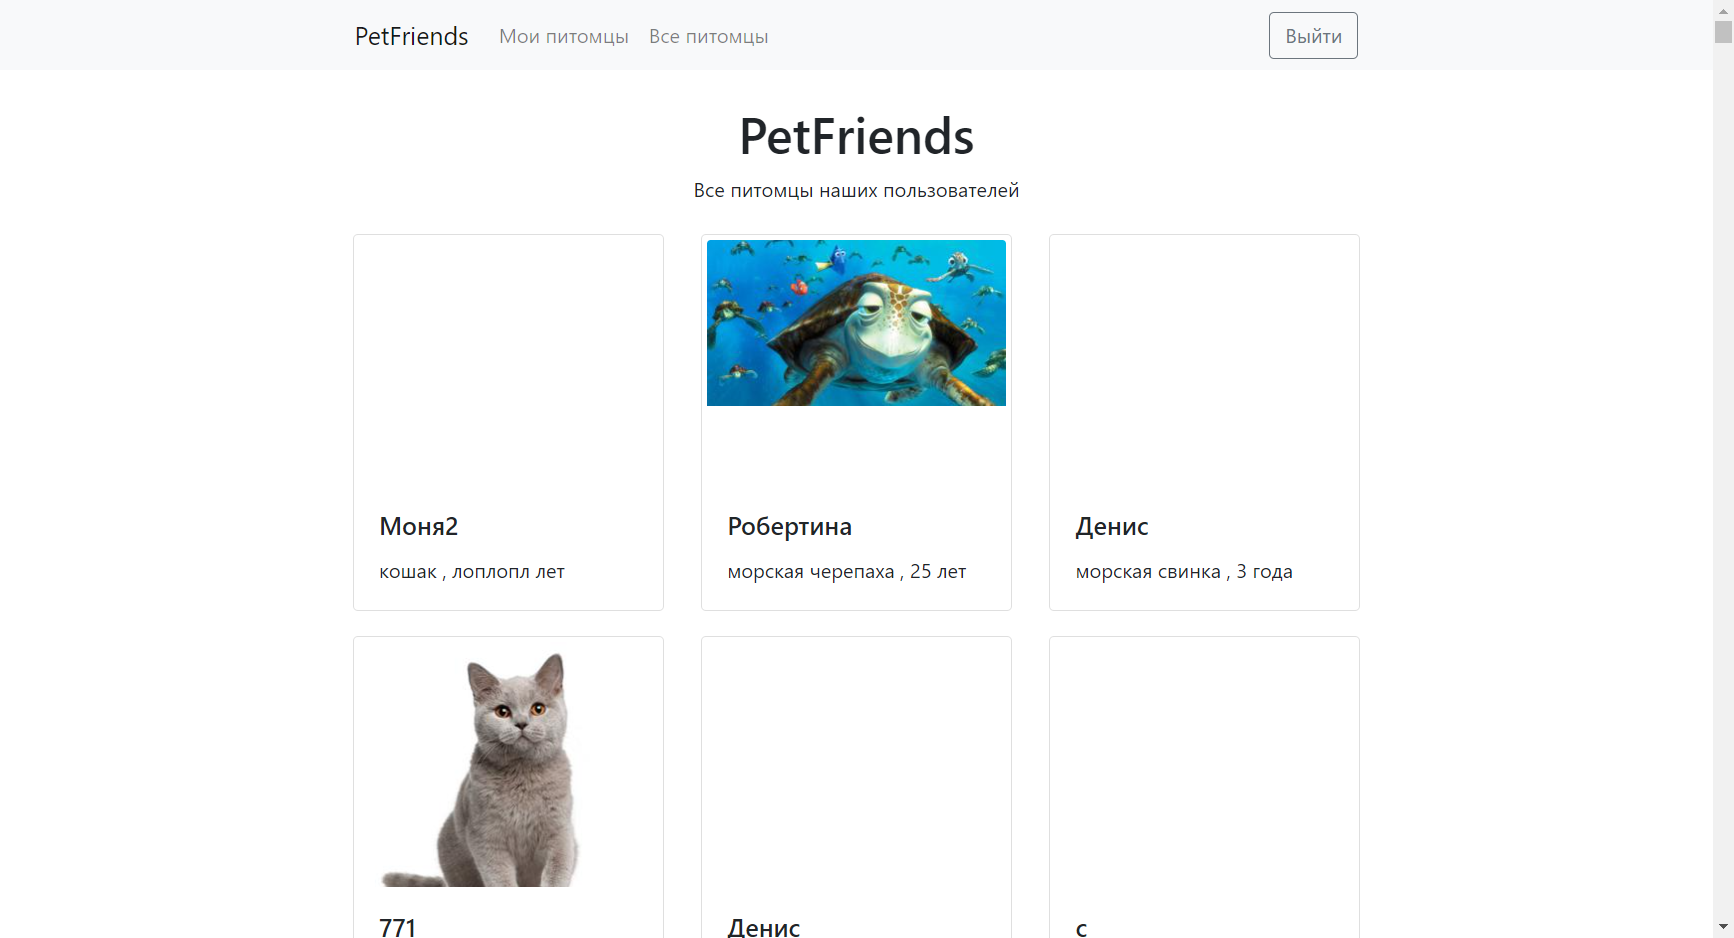 PetFriends Мои питомцы Все питомцы Выйти
PetFriends
Все питомцы наших пользователей
Моня2
кошак , лоплопл лет
Робертина
морская черепаха , 25 лет
Денис
морская свинка , 3 года
771
Денис
с